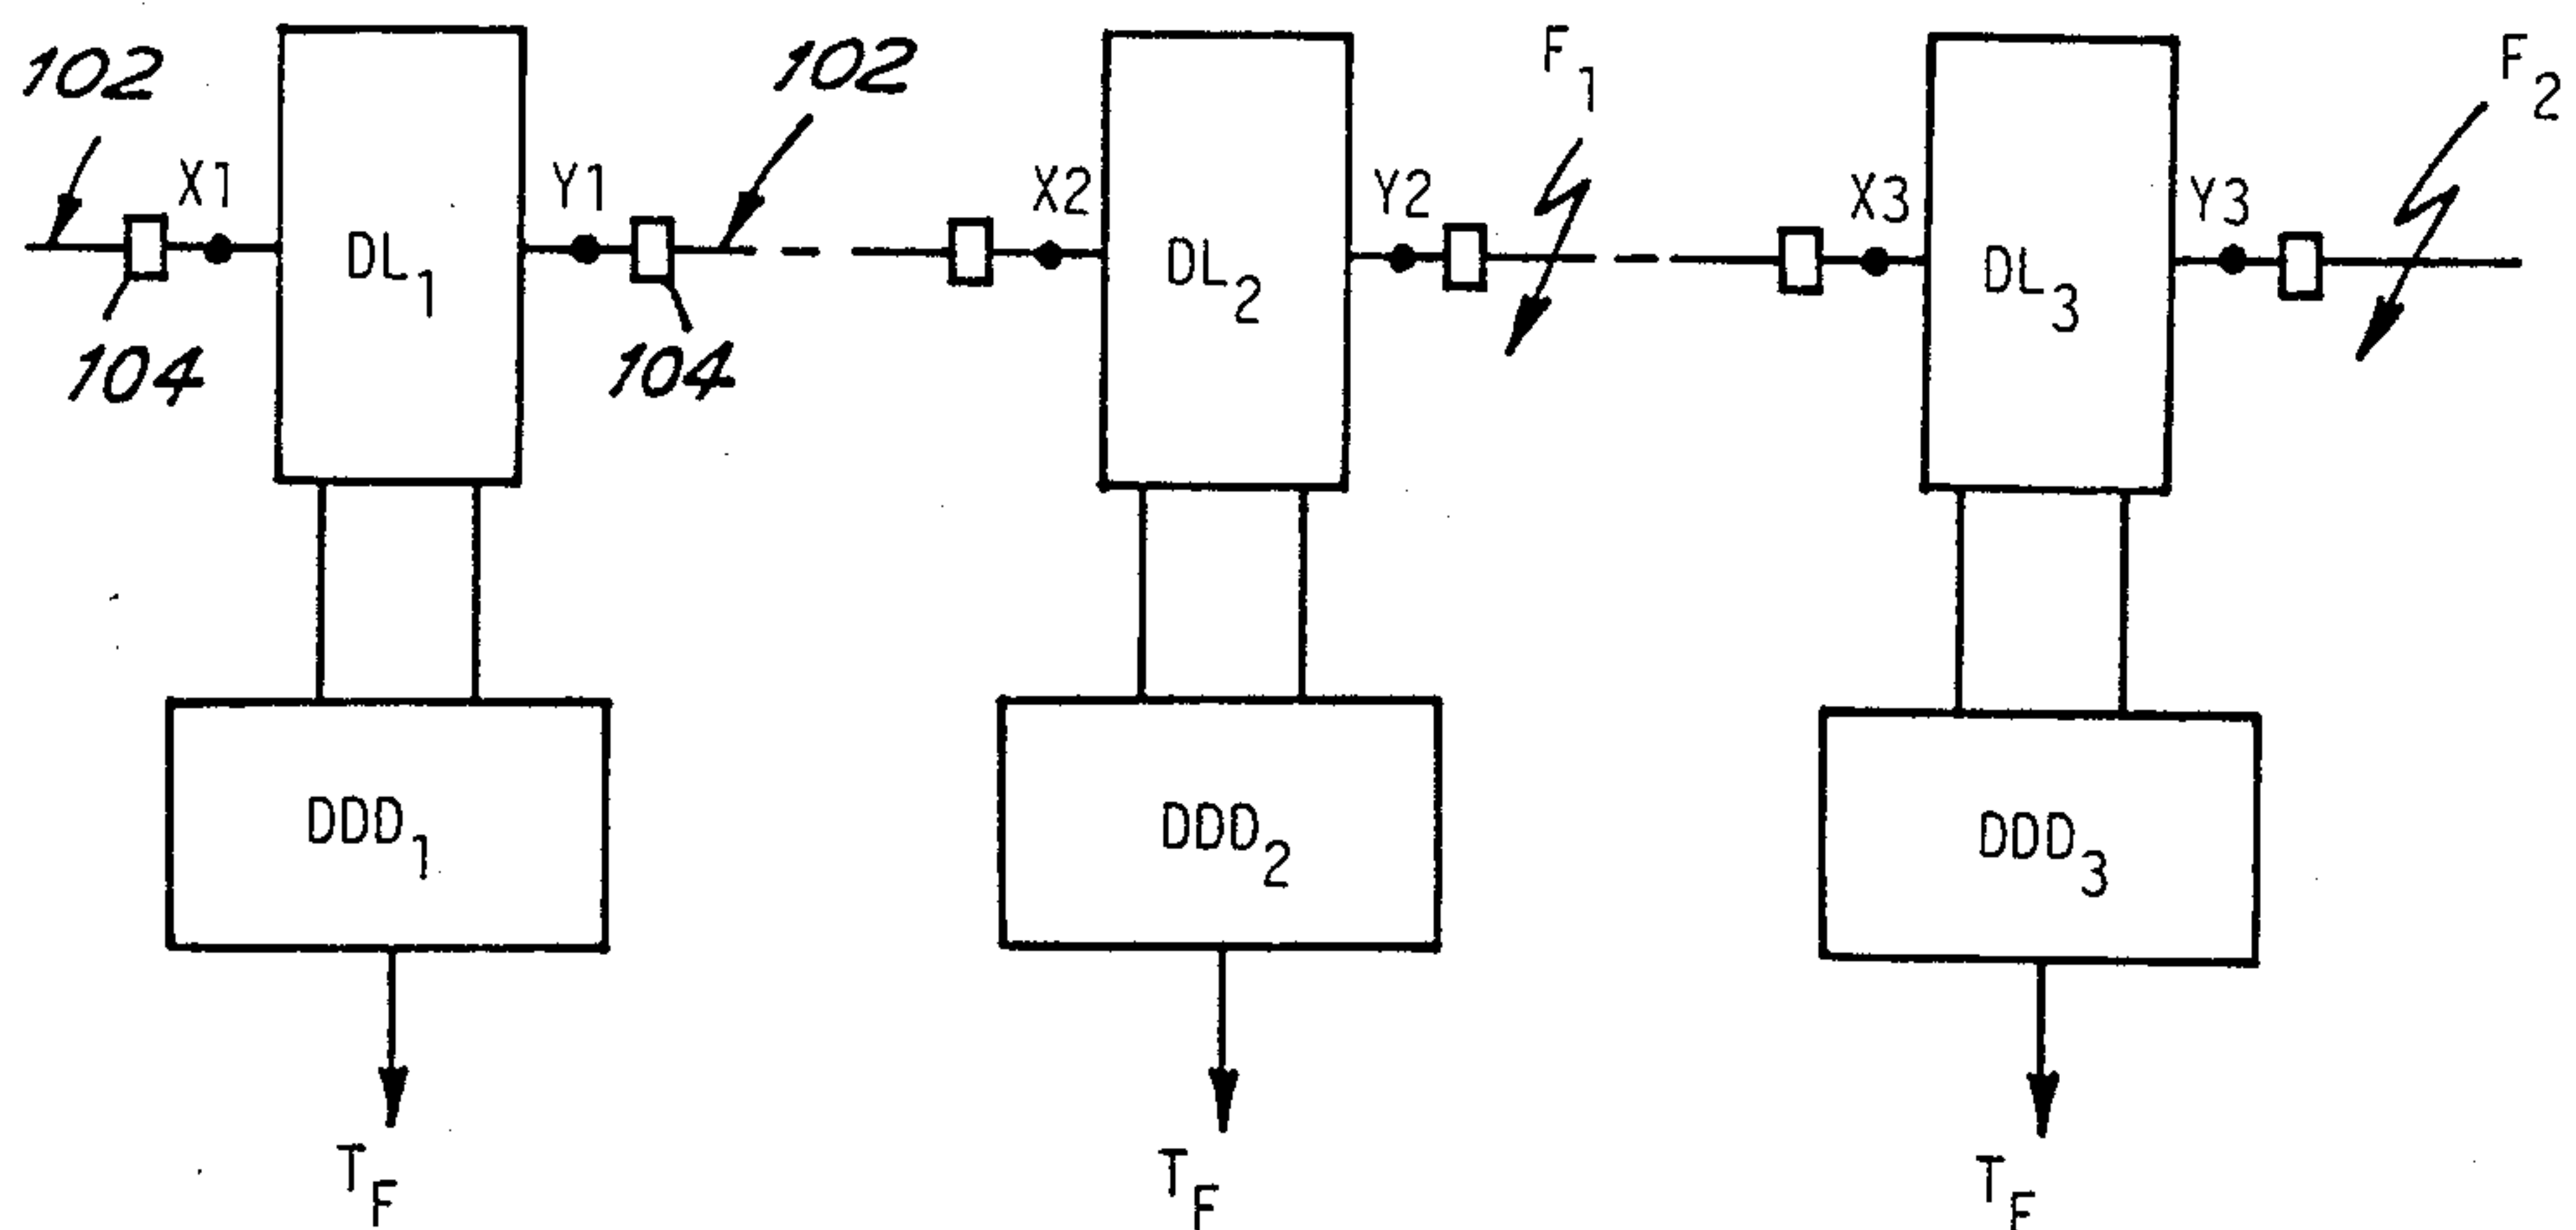 102
102
F1
F2
X1
Y1
X2
Y2
X3
Y3
DL1
DL2
DL3
104
104
DDD1
DDD2
DDD3
TF
TF
TF